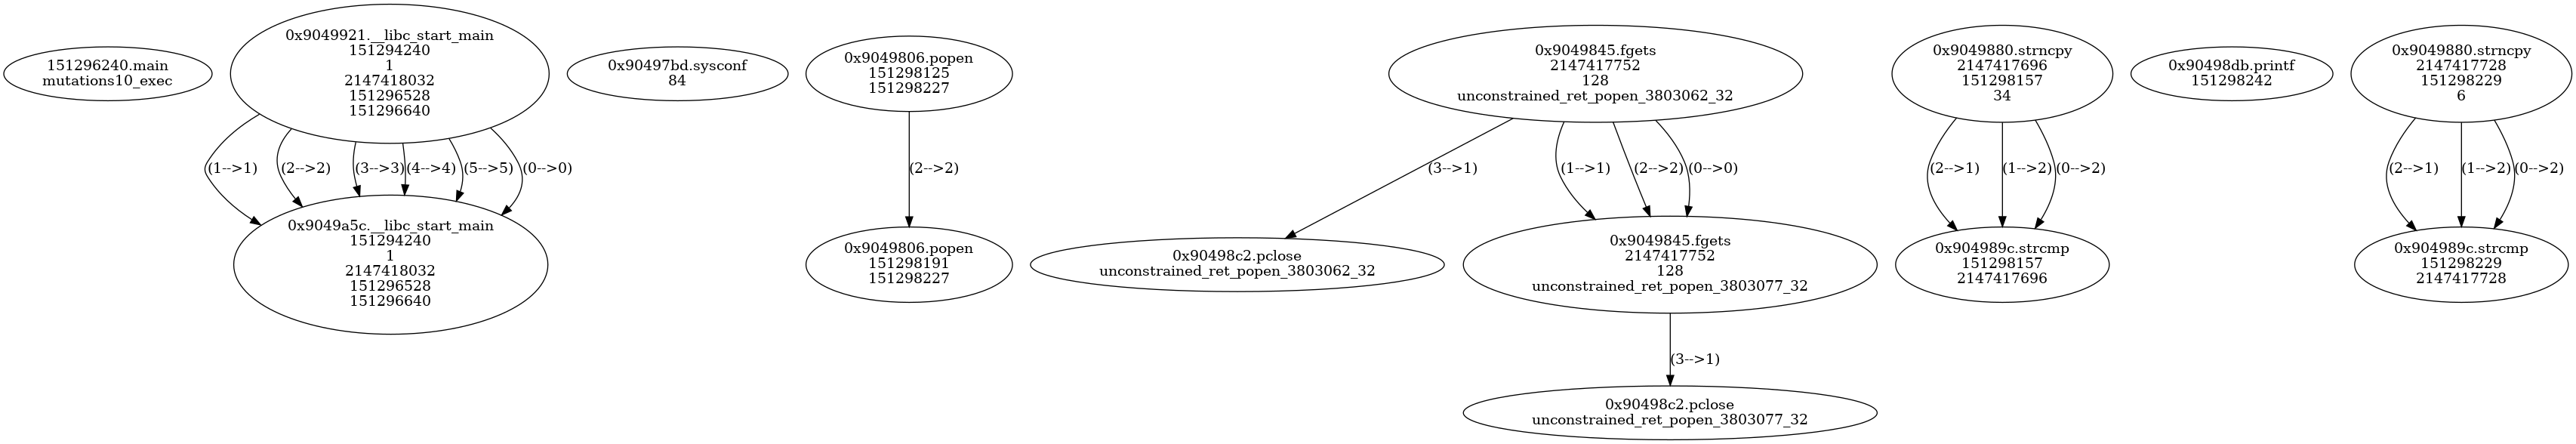 151296240.main
mutations10_exec
0x9049921.__libc_start_main
151294240
1
2147418032
151296528
151296640
0x90497bd.sysconf
84
0x9049806.popen
151298125
151298227
0x9049845.fgets
2147417752
128
unconstrained_ret_popen_3803062_32
0x9049880.strncpy
2147417696
151298157
34
0x90498db.printf
151298242
0x9049880.strncpy
2147417728
151298229
6
(1-->1)
(2-->2)
(3-->3)
(4-->4)
(5-->5)
(0-->0)
(2-->2)
(3-->1)
(1-->1)
(2-->2)
(0-->0)
(2-->1)
(1-->2)
(0-->2)
(2-->1)
(1-->2)
(0-->2)
0x9049a5c.__libc_start_main
151294240
1
2147418032
151296528
151296640
0x9049806.popen
151298191
151298227
0x90498c2.pclose
unconstrained_ret_popen_3803062_32
0x9049845.fgets
2147417752
128
unconstrained_ret_popen_3803077_32
0x904989c.strcmp
151298157
2147417696
0x904989c.strcmp
151298229
2147417728
(3-->1)
0x90498c2.pclose
unconstrained_ret_popen_3803077_32